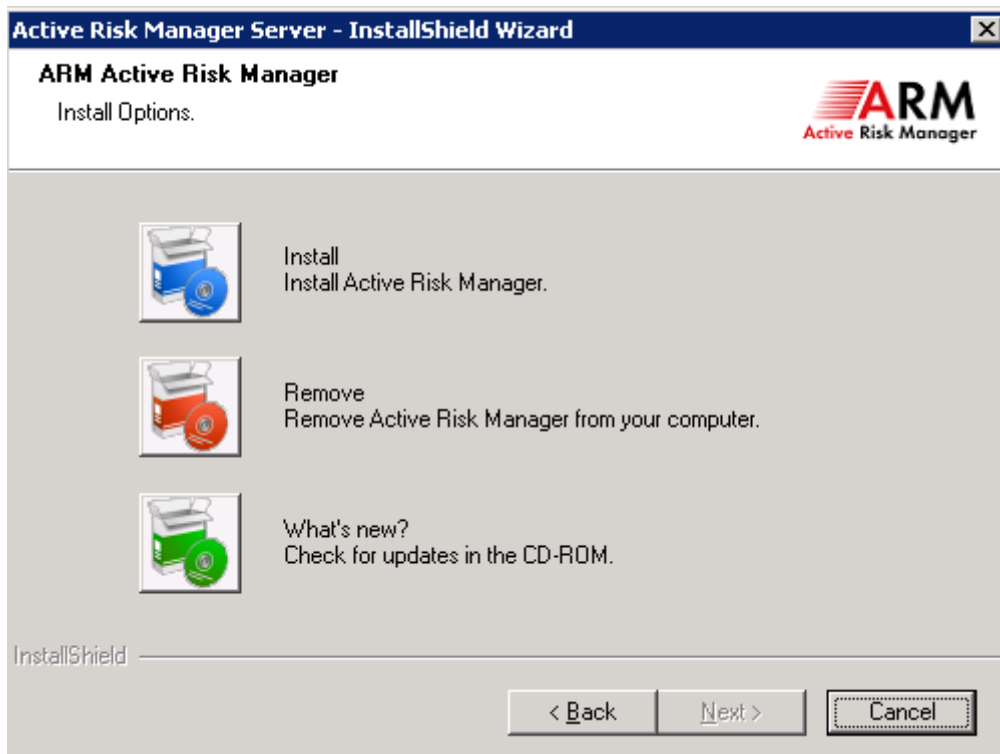 Active Risk Manager Server - InstallShield Wizard
ARM Active Risk Manager
Install Options.
ARM
Active Risk Manager
Install
Install Active Risk Manager.
Remove
Remove Active Risk Manager from your computer.
What's new?
Check for updates in the CD-ROM.
InstallShield
< Back
Next >
Cancel